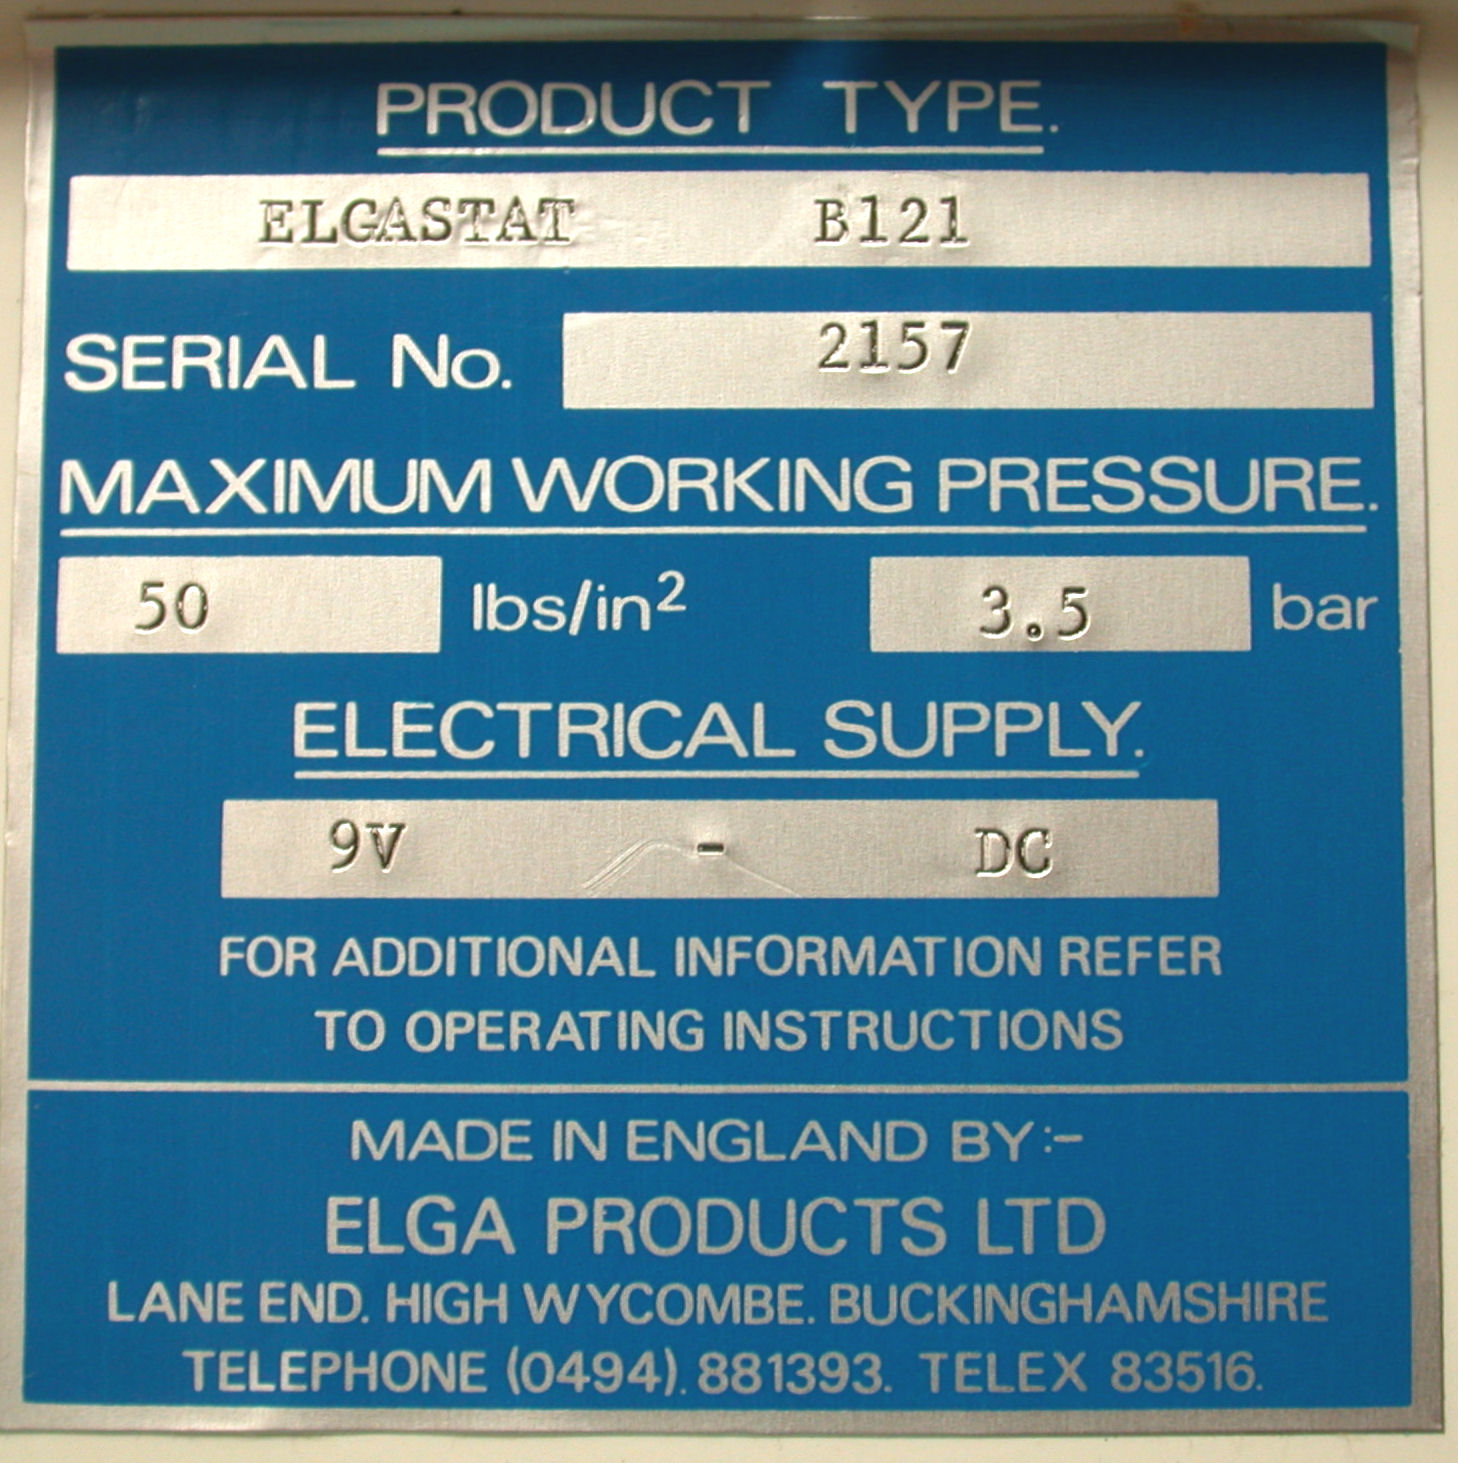 PRODUCT TYPE.
ELGASTAT B121
SERIAL No. 2157
MAXIMUM WORKING PRESSURE.
50 lbs/in² 3.5 bar
ELECTRICAL SUPPLY.
9V - DC
FOR ADDITIONAL INFORMATION REFER
TO OPERATING INSTRUCTIONS
MADE IN ENGLAND BY:-
ELGA PRODUCTS LTD
LANE END. HIGH WYCOMBE. BUCKINGHAMSHIRE
TELEPHONE (0494). 881393. TELEX 83516.